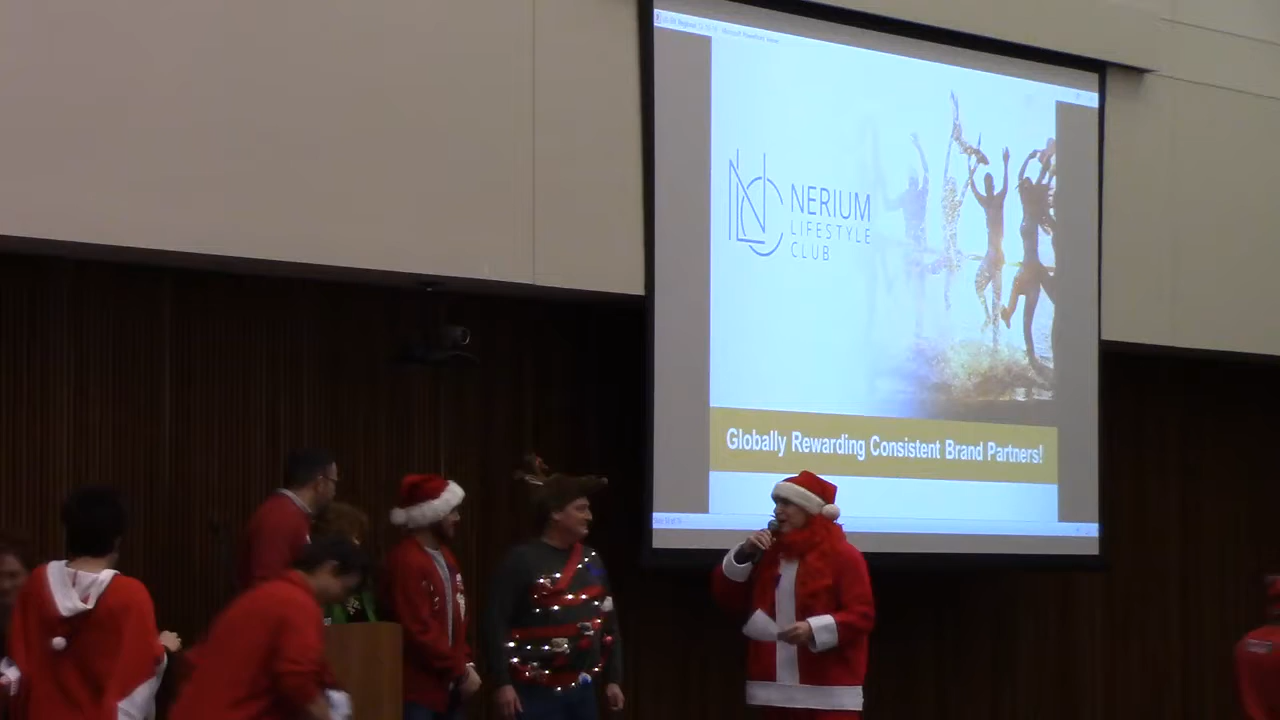 NERIUM
LIFESTYLE
CLUB
Globally Rewarding Consistent Brand Partners!